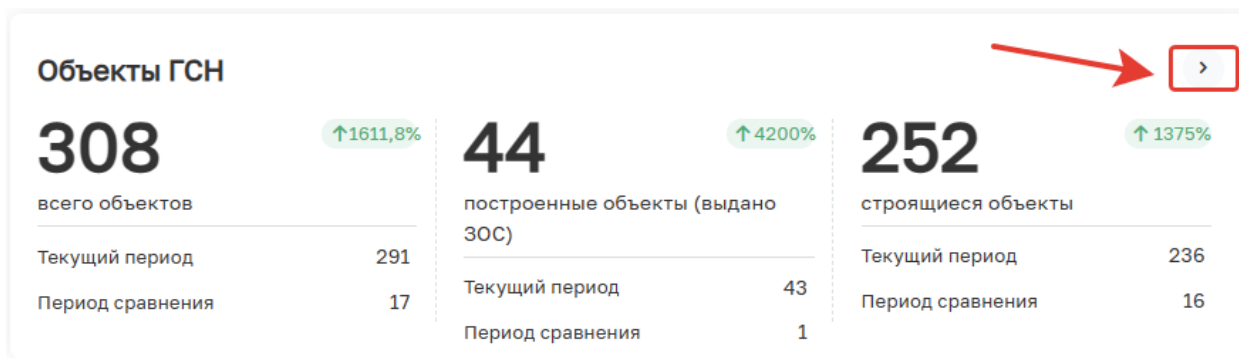 Объекты ГСН
>
308
↑1611,8%
всего объектов
Текущий период 291
Период сравнения 17
44
↑4200%
построенные объекты (выдано
ЗОС)
Текущий период 43
Период сравнения 1
252
↑1375%
строящиеся объекты
Текущий период 236
Период сравнения 16